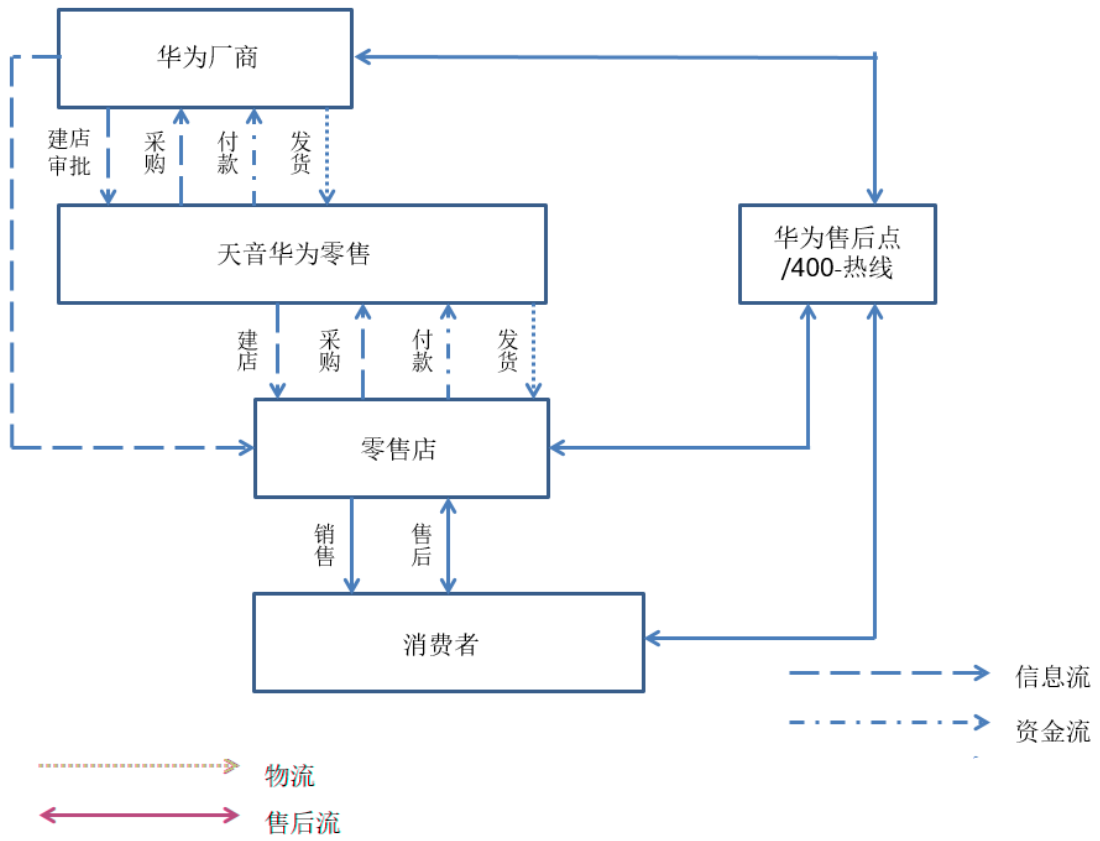 华为厂商
建店
审批
采购
付款
发货
天音华为零售
华为售后点
/400-热线
建店
采购
付款
发货
零售店
销售
售后
消费者
信息流
资金流
物流
售后流